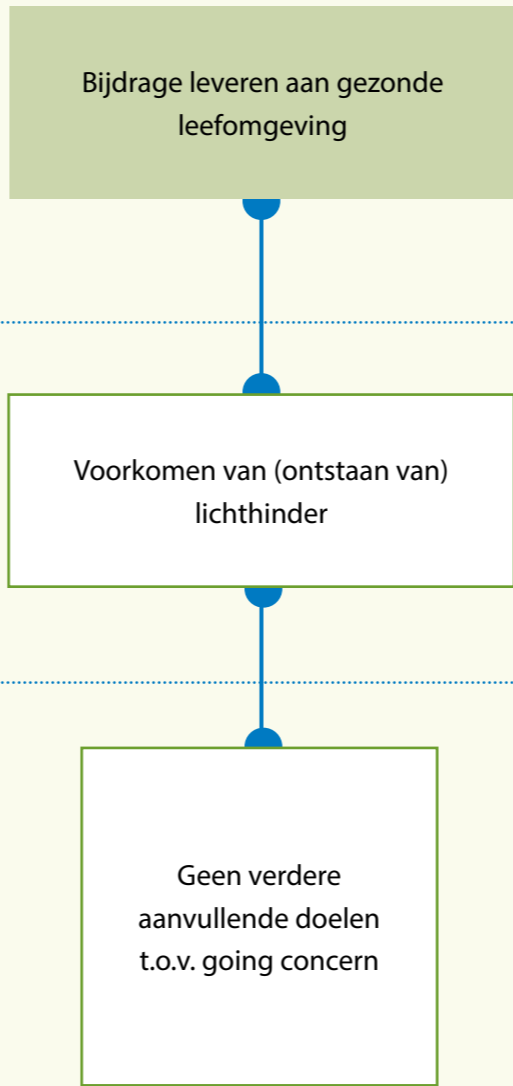 Bijdrage leveren aan gezonde
leefomgeving
Voorkomen van (ontstaan van)
lichthinder
Geen verdere
aanvullende doelen
t.o.v. going concern